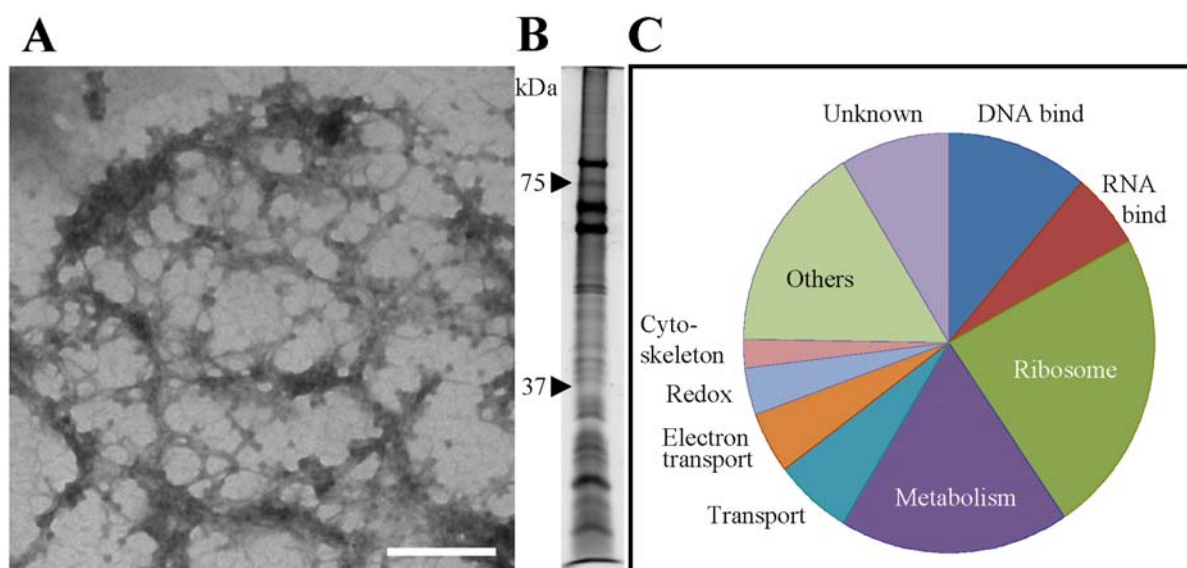 A
B
C
kDa
75
37
Unknown
DNA bind
RNA
bind
Ribosome
Metabolism
Transport
Electron
transport
Redox
Cyto-
skeleton
Others